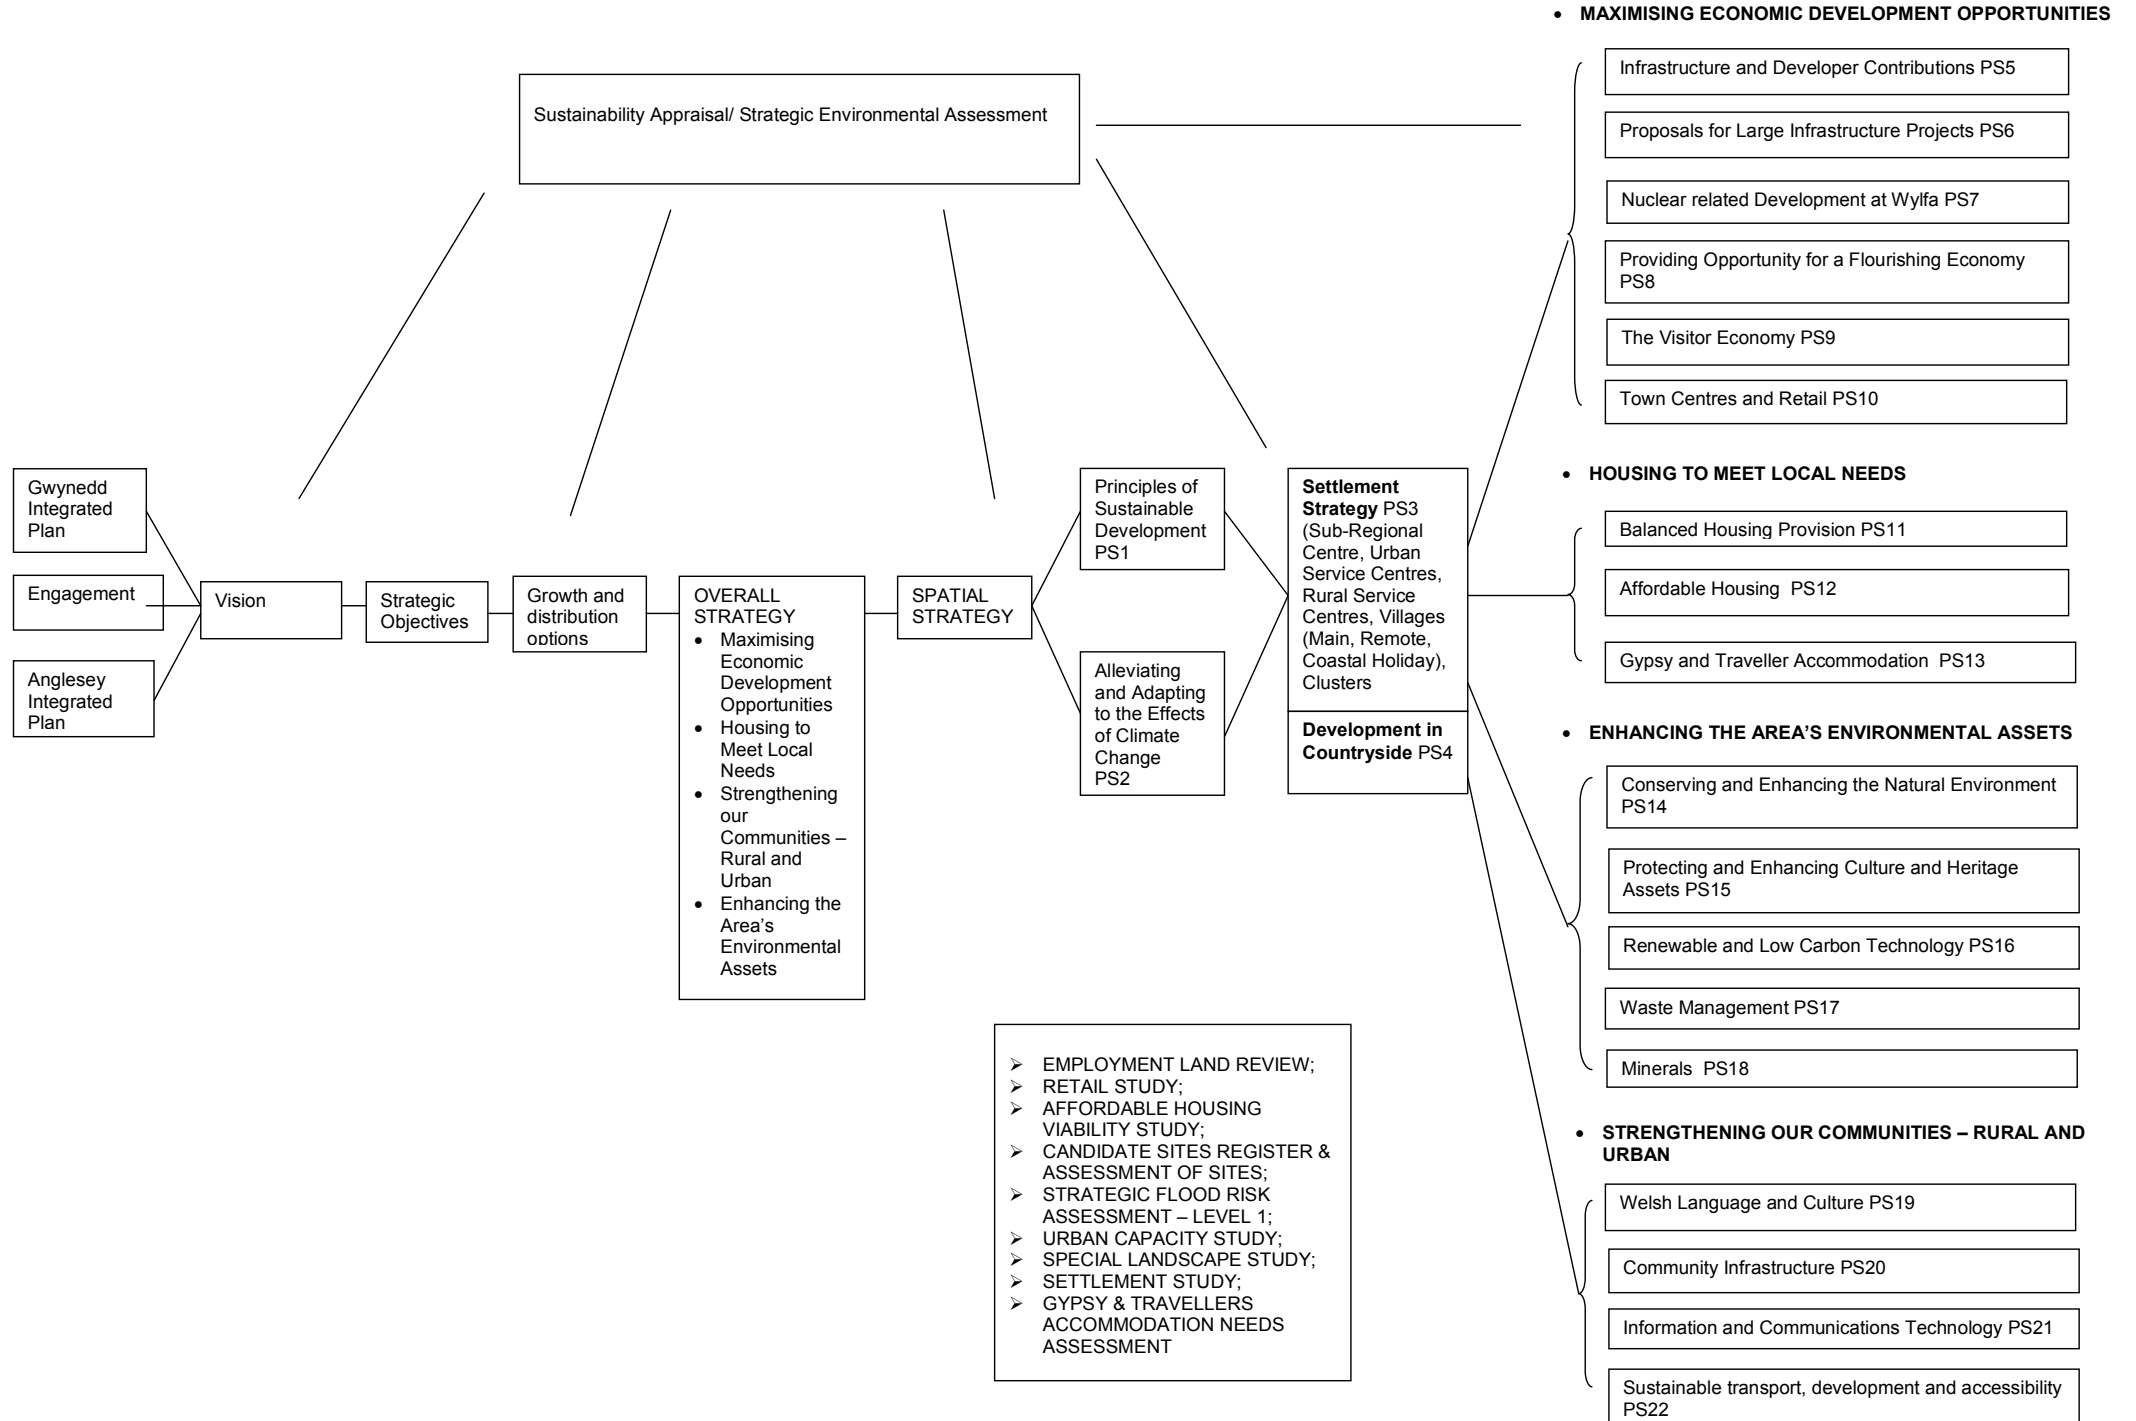 Sustainability Appraisal/ Strategic Environmental Assessment
Gwynedd
Integrated
Plan
Engagement
Anglesey
Integrated
Plan
Vision
Strategic
Objectives
Growth and
distribution
options
OVERALL
STRATEGY
• Maximising
Economic
Development
Opportunities
• Housing to
Meet Local
Needs
• Strengthening
our
Communities –
Rural and
Urban
• Enhancing the
Area's
Environmental
Assets
SPATIAL
STRATEGY
Principles of
Sustainable
Development
PS1
Alleviating
and Adapting
to the Effects
of Climate
Change
PS2
Settlement
Strategy PS3
(Sub-Regional
Centre, Urban
Service Centres,
Rural Service
Centres, Villages
(Main, Remote,
Coastal Holiday),
Clusters
Development in
Countryside PS4
➢ EMPLOYMENT LAND REVIEW;
➢ RETAIL STUDY;
➢ AFFORDABLE HOUSING
VIABILITY STUDY;
➢ CANDIDATE SITES REGISTER &
ASSESSMENT OF SITES;
➢ STRATEGIC FLOOD RISK
ASSESSMENT – LEVEL 1;
➢ URBAN CAPACITY STUDY;
➢ SPECIAL LANDSCAPE STUDY;
➢ SETTLEMENT STUDY;
➢ GYPSY & TRAVELLERS
ACCOMMODATION NEEDS
ASSESSMENT
• MAXIMISING ECONOMIC DEVELOPMENT OPPORTUNITIES
Infrastructure and Developer Contributions PS5
Proposals for Large Infrastructure Projects PS6
Nuclear related Development at Wylfa PS7
Providing Opportunity for a Flourishing Economy
PS8
The Visitor Economy PS9
Town Centres and Retail PS10
• HOUSING TO MEET LOCAL NEEDS
Balanced Housing Provision PS11
Affordable Housing PS12
Gypsy and Traveller Accommodation PS13
• ENHANCING THE AREA'S ENVIRONMENTAL ASSETS
Conserving and Enhancing the Natural Environment
PS14
Protecting and Enhancing Culture and Heritage
Assets PS15
Renewable and Low Carbon Technology PS16
Waste Management PS17
Minerals PS18
• STRENGTHENING OUR COMMUNITIES – RURAL AND
URBAN
Welsh Language and Culture PS19
Community Infrastructure PS20
Information and Communications Technology PS21
Sustainable transport, development and accessibility
PS22